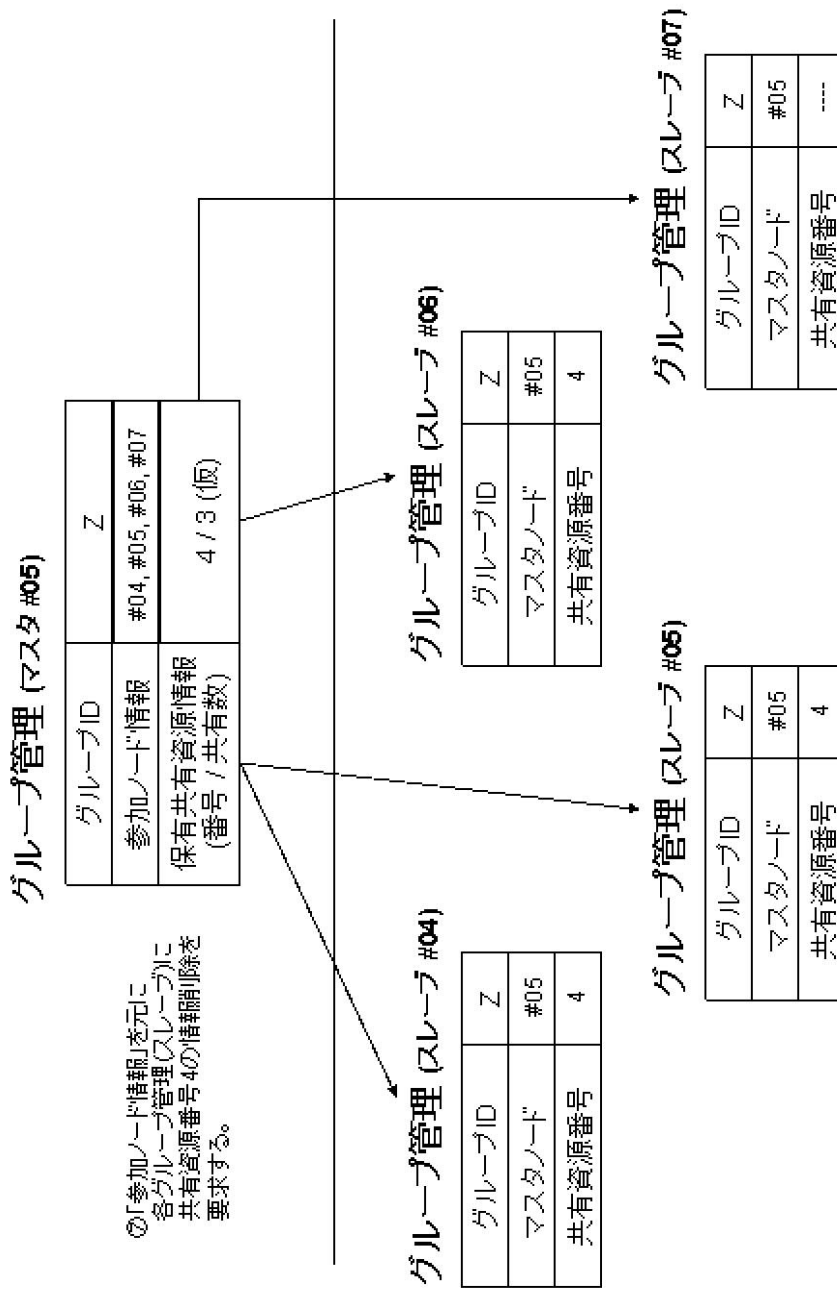 グループ管理 (マスタ #05)
グループID Z
参加ノード情報 #04, #05, #06, #07
保有共有資源情報
(番号 / 共有数) 4 / 3 (仮)
⑦「参加ノード情報」を元に
各グループ管理(スレーブ)に
共有資源番号4の情報削除を
要求する。
グループ管理 (スレーブ #04)
グループID Z
マスタノード #05
共有資源番号 4
グループ管理 (スレーブ #05)
グループID Z
マスタノード #05
共有資源番号 4
グループ管理 (スレーブ #06)
グループID Z
マスタノード #05
共有資源番号 4
グループ管理 (スレーブ #07)
グループID Z
マスタノード #05
共有資源番号 ----